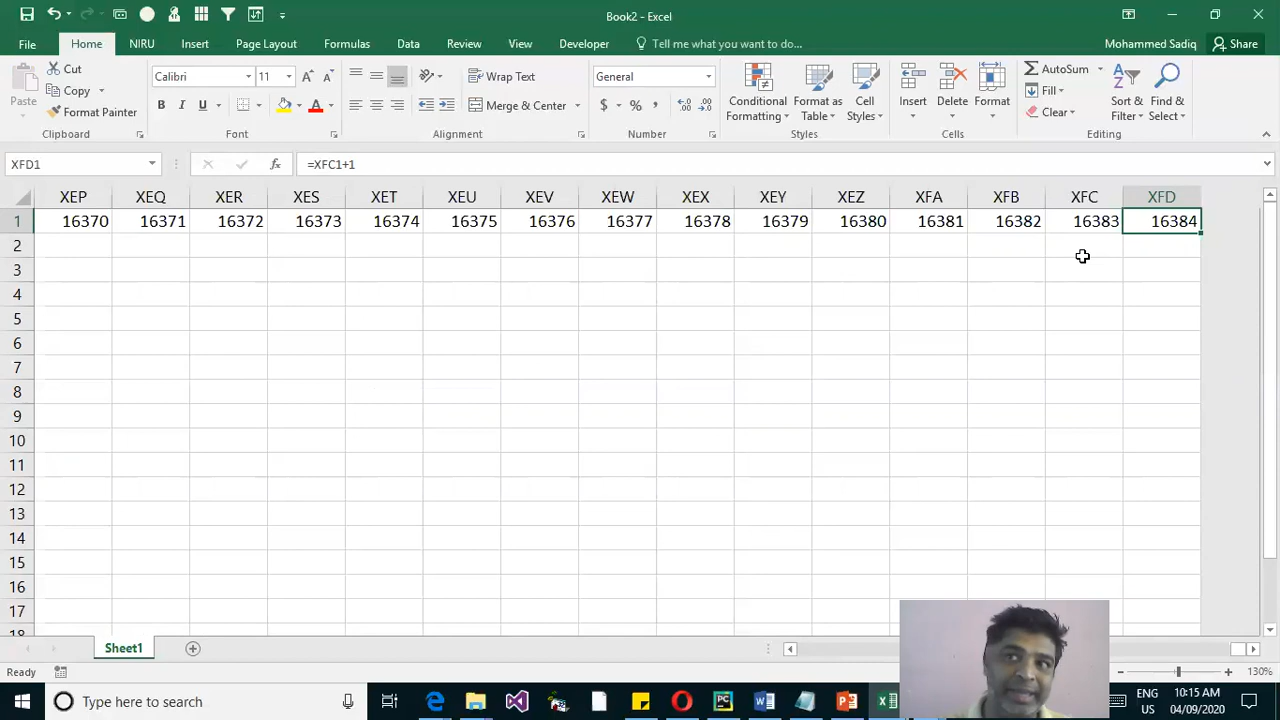 Book2 - Excel
File Home NIRU Insert Page Layout Formulas Data Review View Developer Tell me what you want to do... Mohammed Sadiq Share
Paste
Cut
Copy
Format Painter
Clipboard
Calibri 11
B I U
A
Font
Wrap Text
Merge & Center
Alignment
General
$ % ,
Number
Conditional Formatting
Format as Table
Cell Styles
Styles
Insert Delete Format
Cells
AutoSum
Fill
Clear
Sort & Filter
Find & Select
Editing
XFD1 fx =XFC1+1
XEP XEQ XER XES XET XEU XEV XEW XEX XEY XEZ XFA XFB XFC XFD
1 16370 16371 16372 16373 16374 16375 16376 16377 16378 16379 16380 16381 16382 16383 16384
2
3
4
5
6
7
8
9
10
11
12
13
14
15
16
17
18
Sheet1
Ready 130%
Type here to search ENG US 10:15 AM 04/09/2020